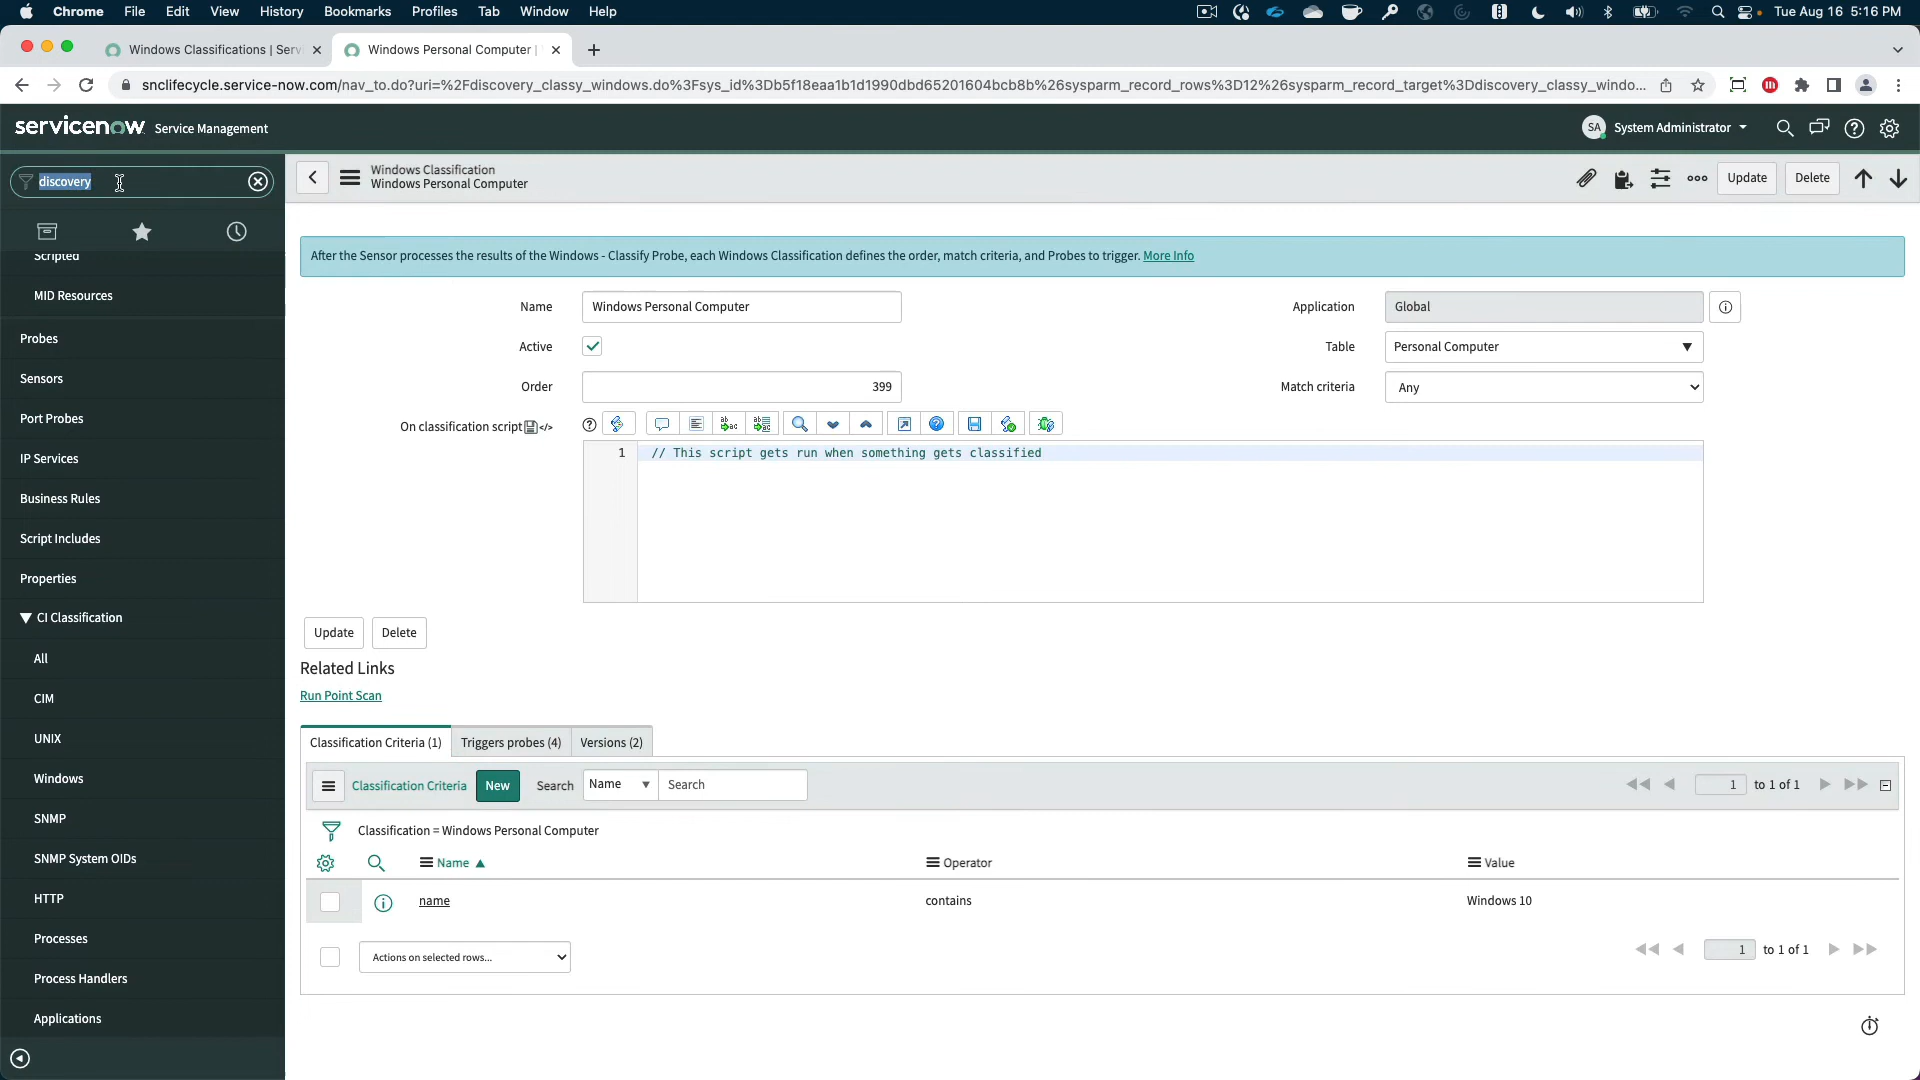 Chrome File Edit View History Bookmarks Profiles Tab Window Help
Tue Aug 16 5:16 PM
Windows Classifications | Servi
Windows Personal Computer |
snclifecycle.service-now.com/nav_to.do?uri=%2Fdiscovery_classy_windows.do%3Fsys_id%3Db5f18eaa1b1d1990dbd65201604bcb8b%26sysparm_record_rows%3D12%26sysparm_record_target%3Ddiscovery_classy_windo...
servicenow Service Management
SA System Administrator
discovery
Scripted
MID Resources
Probes
Sensors
Port Probes
IP Services
Business Rules
Script Includes
Properties
CI Classification
All
CIM
UNIX
Windows
SNMP
SNMP System OIDs
HTTP
Processes
Process Handlers
Applications
Windows Classification
Windows Personal Computer
Update Delete
After the Sensor processes the results of the Windows - Classify Probe, each Windows Classification defines the order, match criteria, and Probes to trigger. More Info
Name Windows Personal Computer
Application Global
Active
Table Personal Computer
Order 399
Match criteria Any
On classification script
1 // This script gets run when something gets classified
Update Delete
Related Links
Run Point Scan
Classification Criteria (1) Triggers probes (4) Versions (2)
Classification Criteria New Search Name Search 1 to 1 of 1
Classification = Windows Personal Computer
Name Operator Value
name contains Windows 10
Actions on selected rows... 1 to 1 of 1